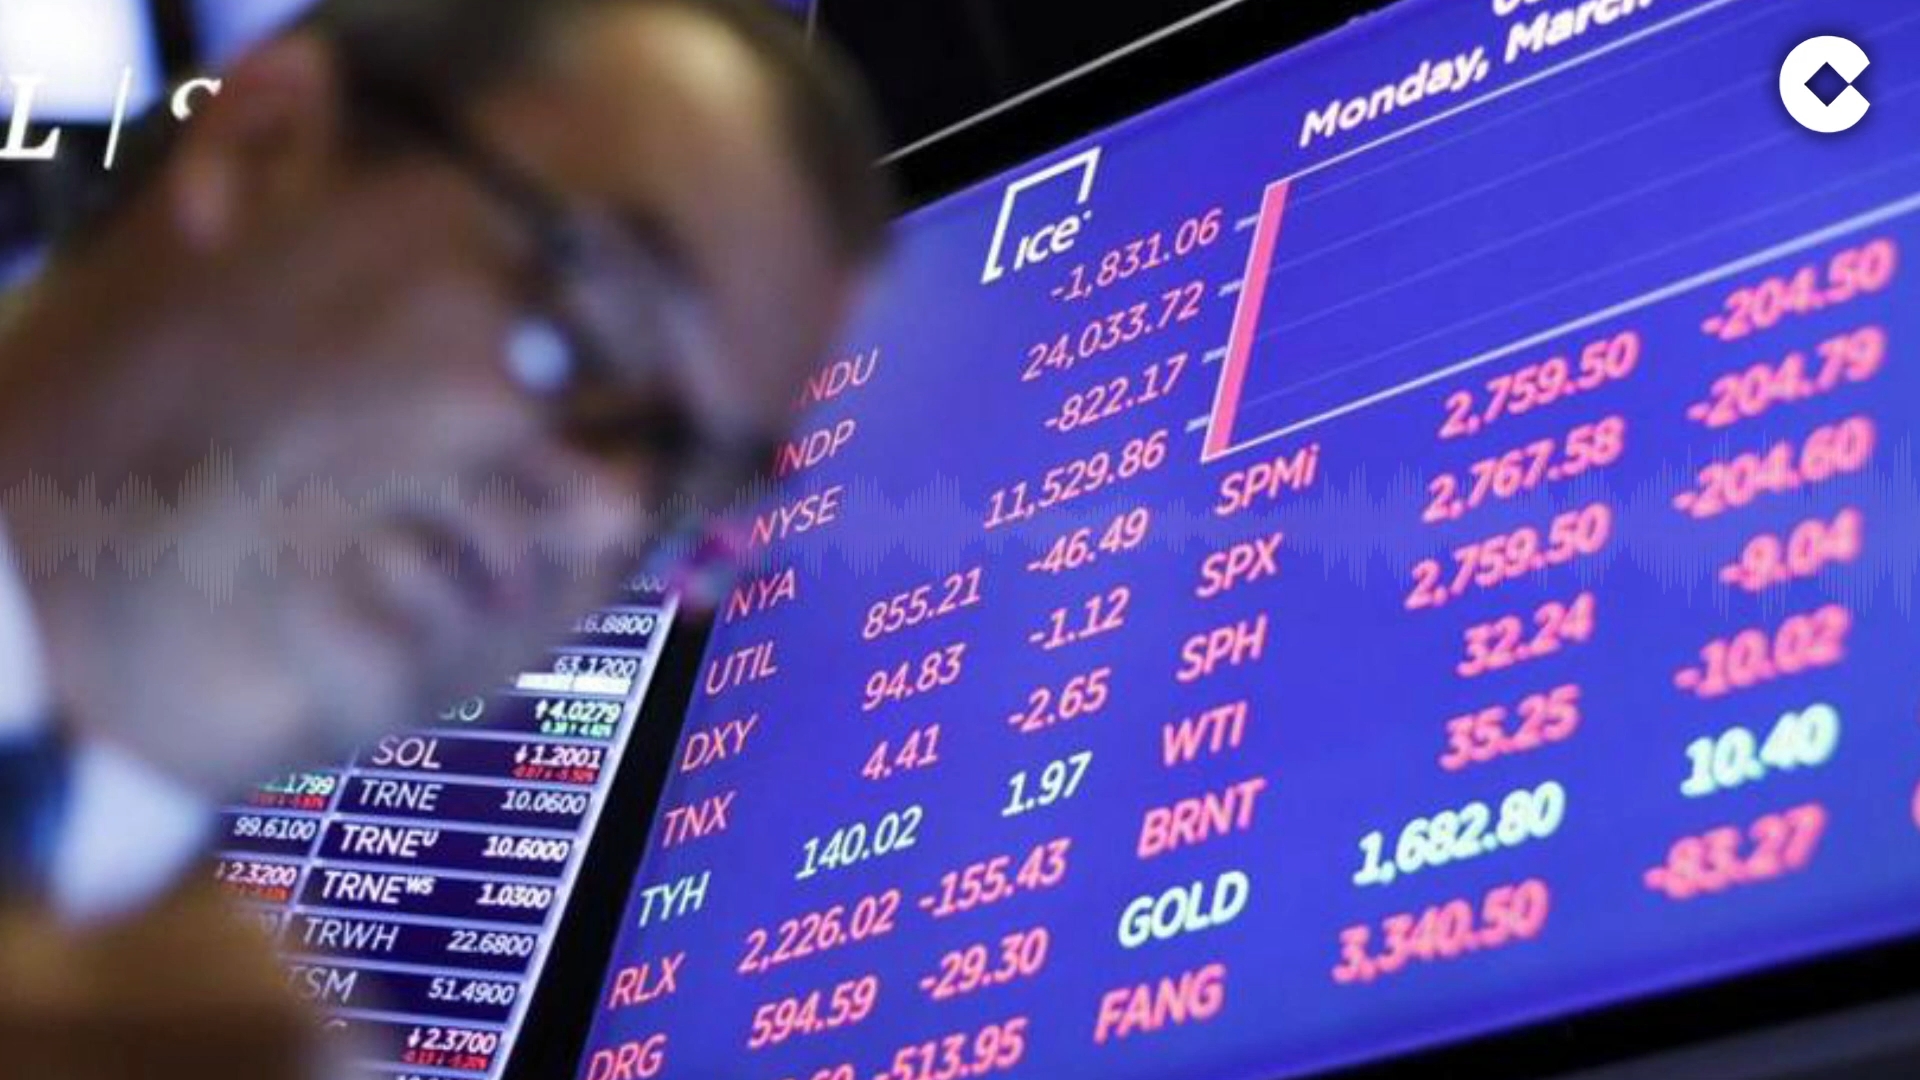 L | S
Monday, March
ICE
-1,831.06
NDU 24,033.72
-822.17
INDP
NYSE 11,529.86
-46.49
NYA 855.21
-1.12
UTIL 94.83
-2.65
DXY 4.41
1.97
TNX 140.02
-155.43
TYH 2,226.02
-29.30
RLX 594.59
-513.95
DRG
-204.50
SPMi 2,759.50
-204.79
SPX 2,767.58
-204.60
SPH 2,759.50
-9.04
WTI 32.24
-10.02
BRNT 35.25
10.40
GOLD 1,682.80
-83.27
FANG 3,340.50
6.8800
63.1200
4.0279
SOL 1.2001
1799
TRNE 10.0600
99.6100
TRNEU 10.6000
2.3200
TRNEWS 1.0300
TRWH 22.6800
TSM 51.4900
2.3700